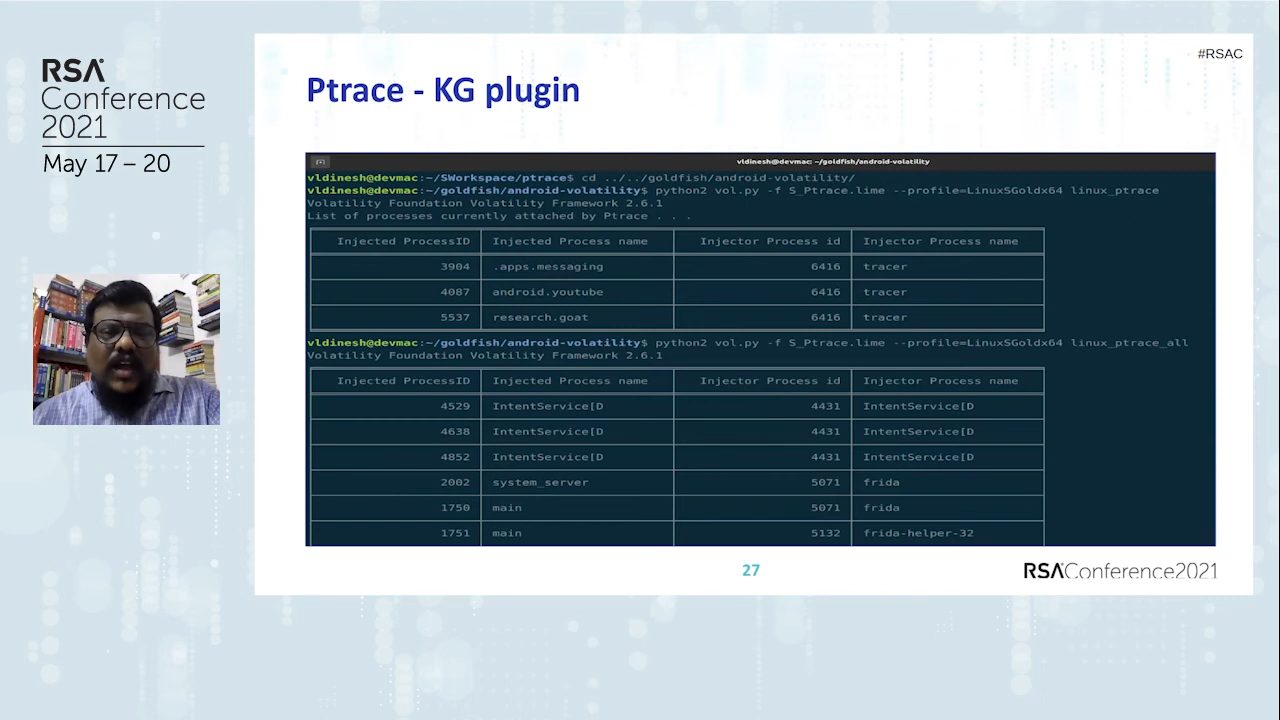 RSA
Conference
2021
May 17 – 20
#RSAC
Ptrace - KG plugin
vldinesh@devmac: ~/goldfish/android-volatility
vldinesh@devmac:~/SWorkspace/ptrace$ cd ../../goldfish/android-volatility/
vldinesh@devmac:~/goldfish/android-volatility$ python2 vol.py -f S_Ptrace.lime --profile=LinuxSGoldx64 linux_ptrace
Volatility Foundation Volatility Framework 2.6.1
List of processes currently attached by Ptrace . . .
Injected ProcessID Injected Process name Injector Process id Injector Process name
3904 .apps.messaging 6416 tracer
4087 android.youtube 6416 tracer
5537 research.goat 6416 tracer
vldinesh@devmac:~/goldfish/android-volatility$ python2 vol.py -f S_Ptrace.lime --profile=LinuxSGoldx64 linux_ptrace_all
Volatility Foundation Volatility Framework 2.6.1
Injected ProcessID Injected Process name Injector Process id Injector Process name
4529 IntentService[D 4431 IntentService[D
4638 IntentService[D 4431 IntentService[D
4852 IntentService[D 4431 IntentService[D
2002 system_server 5071 frida
1750 main 5071 frida
1751 main 5132 frida-helper-32
27
RSAConference2021